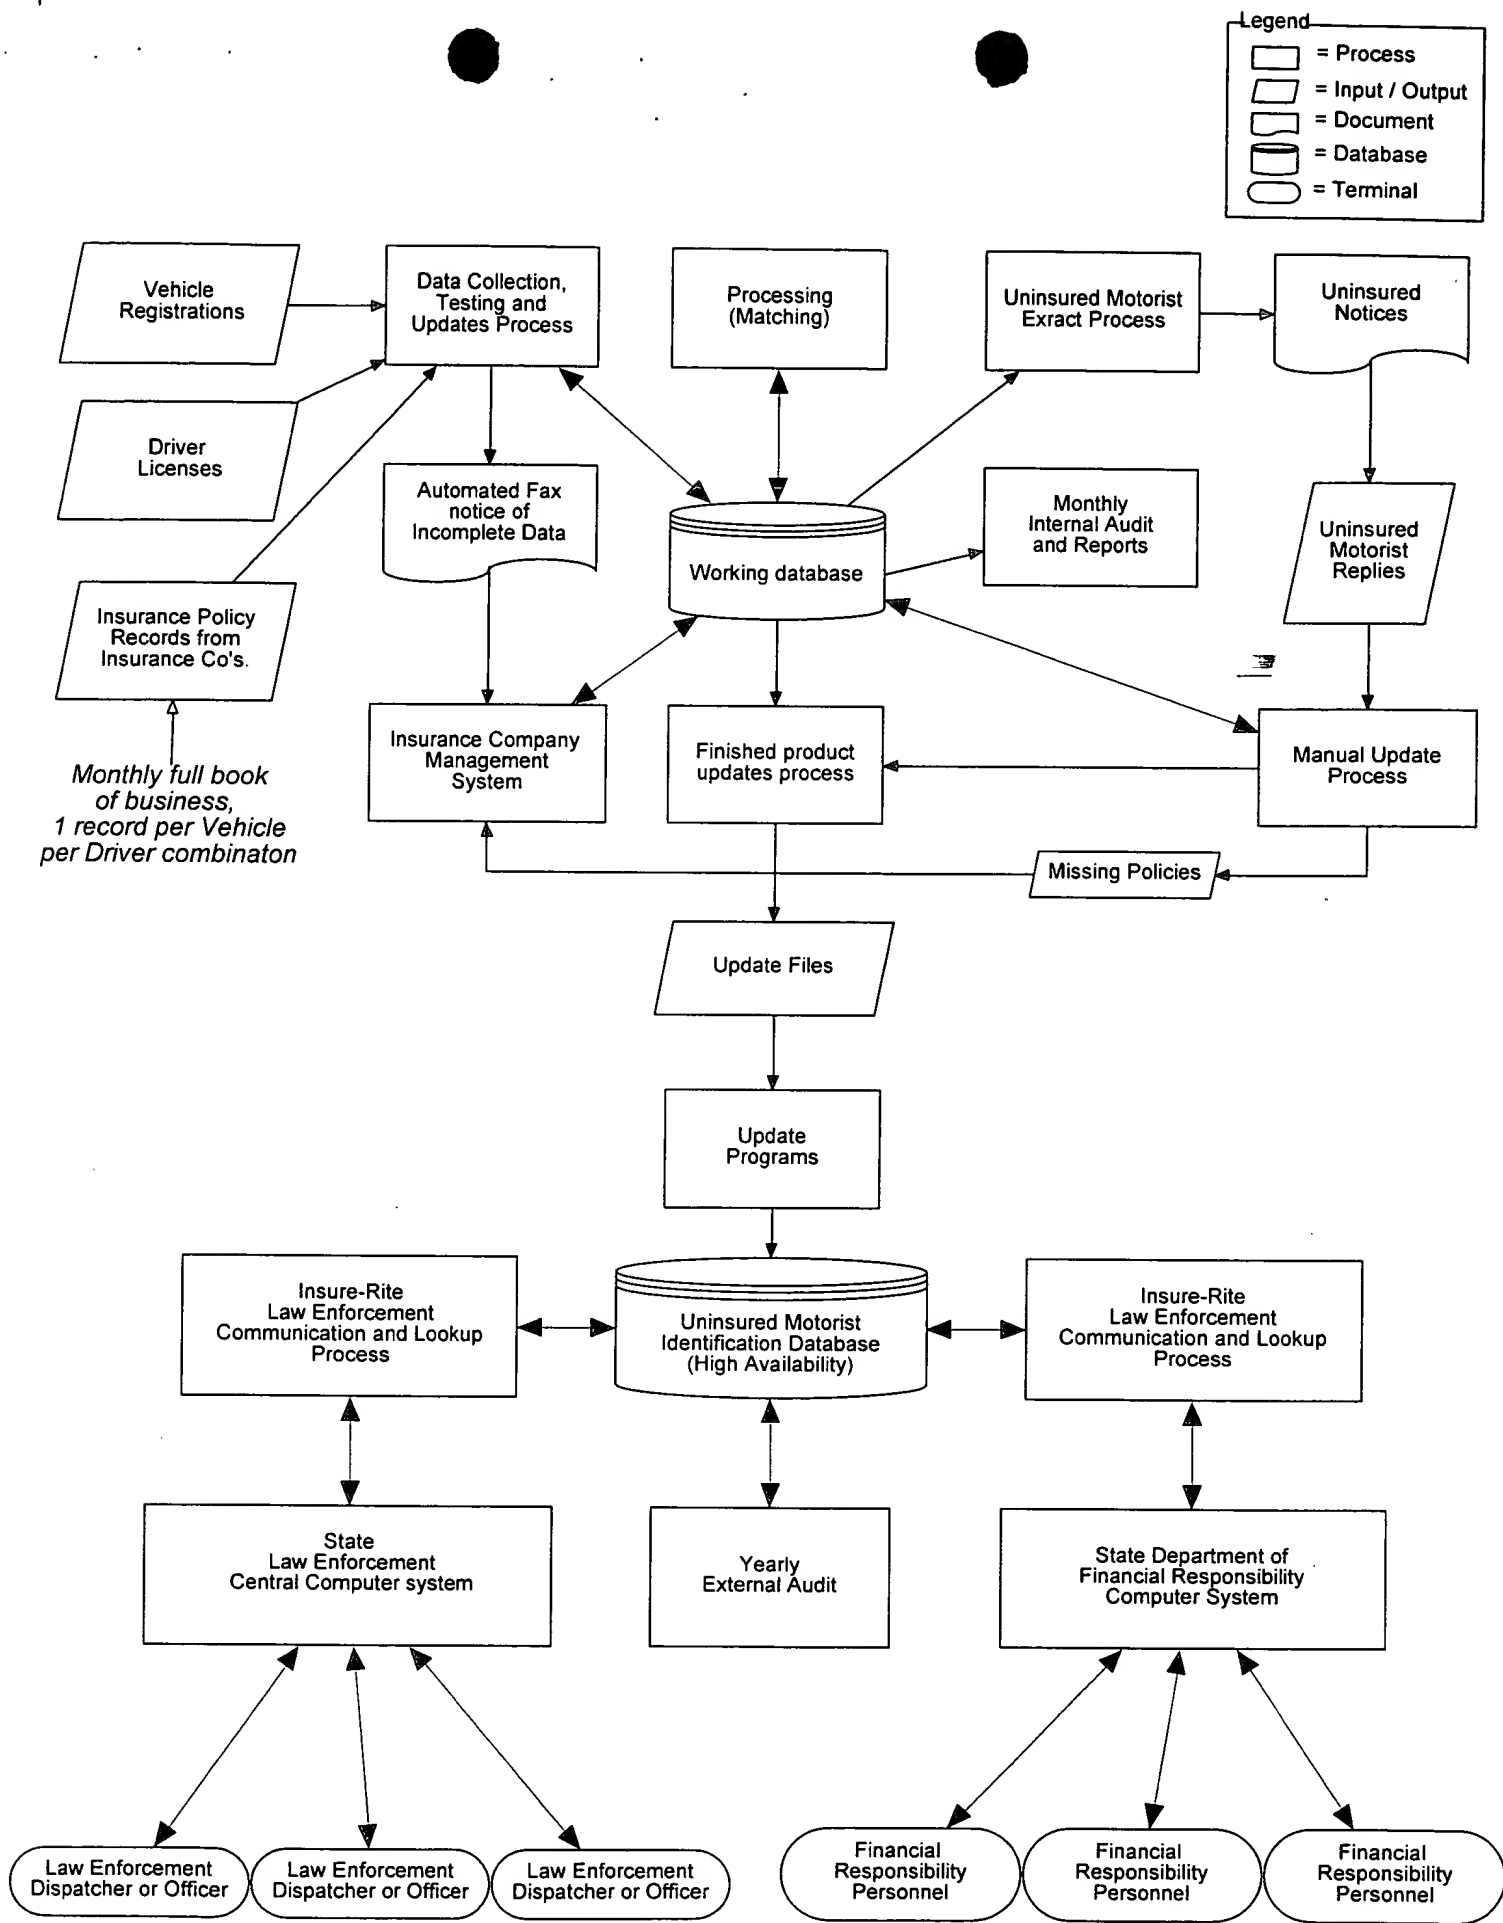 Legend
= Process
= Input / Output
= Document
= Database
= Terminal
Vehicle
Registrations
Data Collection,
Testing and
Updates Process
Processing
(Matching)
Uninsured Motorist
Exract Process
Uninsured
Notices
Driver
Licenses
Automated Fax
notice of
Incomplete Data
Working database
Monthly
Internal Audit
and Reports
Uninsured
Motorist
Replies
Insurance Policy
Records from
Insurance Co's.
Monthly full book
of business,
1 record per Vehicle
per Driver combinaton
Insurance Company
Management
System
Finished product
updates process
Manual Update
Process
Missing Policies
Update Files
Update
Programs
Insure-Rite
Law Enforcement
Communication and Lookup
Process
Uninsured Motorist
Identification Database
(High Availability)
Insure-Rite
Law Enforcement
Communication and Lookup
Process
State
Law Enforcement
Central Computer system
Yearly
External Audit
State Department of
Financial Responsibility
Computer System
Law Enforcement
Dispatcher or Officer
Law Enforcement
Dispatcher or Officer
Law Enforcement
Dispatcher or Officer
Financial
Responsibility
Personnel
Financial
Responsibility
Personnel
Financial
Responsibility
Personnel